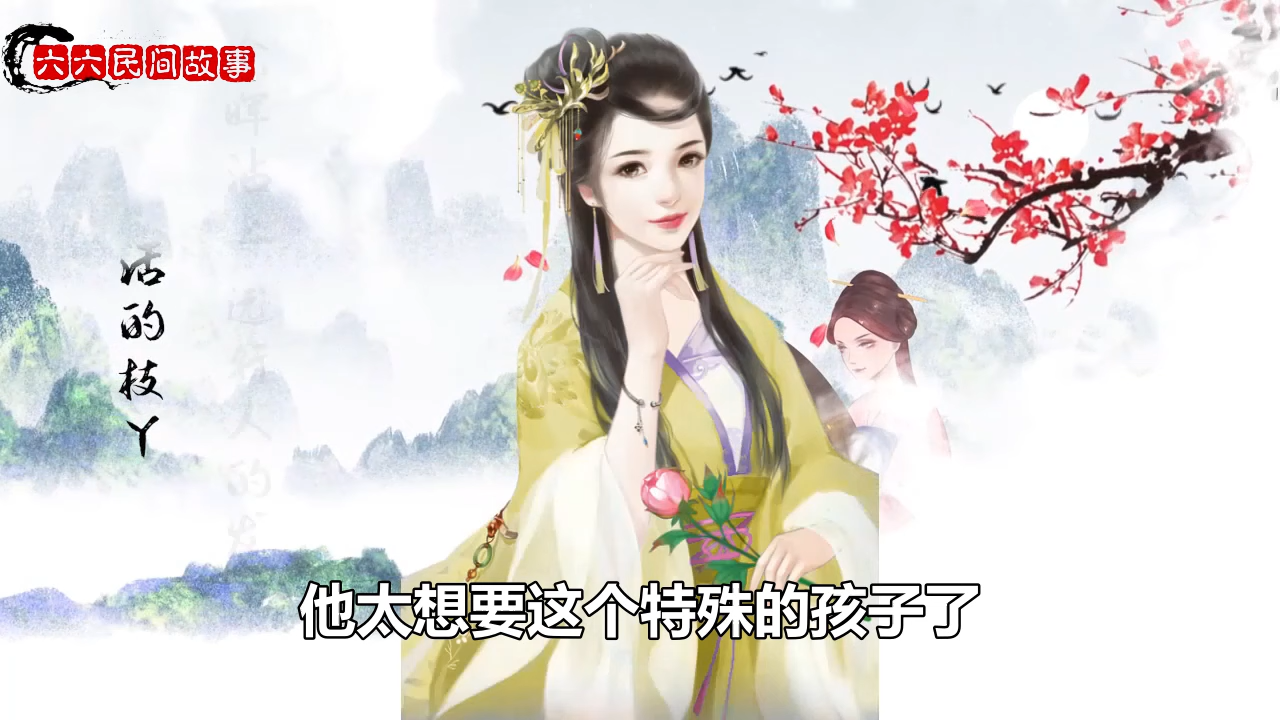 六六民间故事
活的枝丫
他太想要这个特殊的孩子了